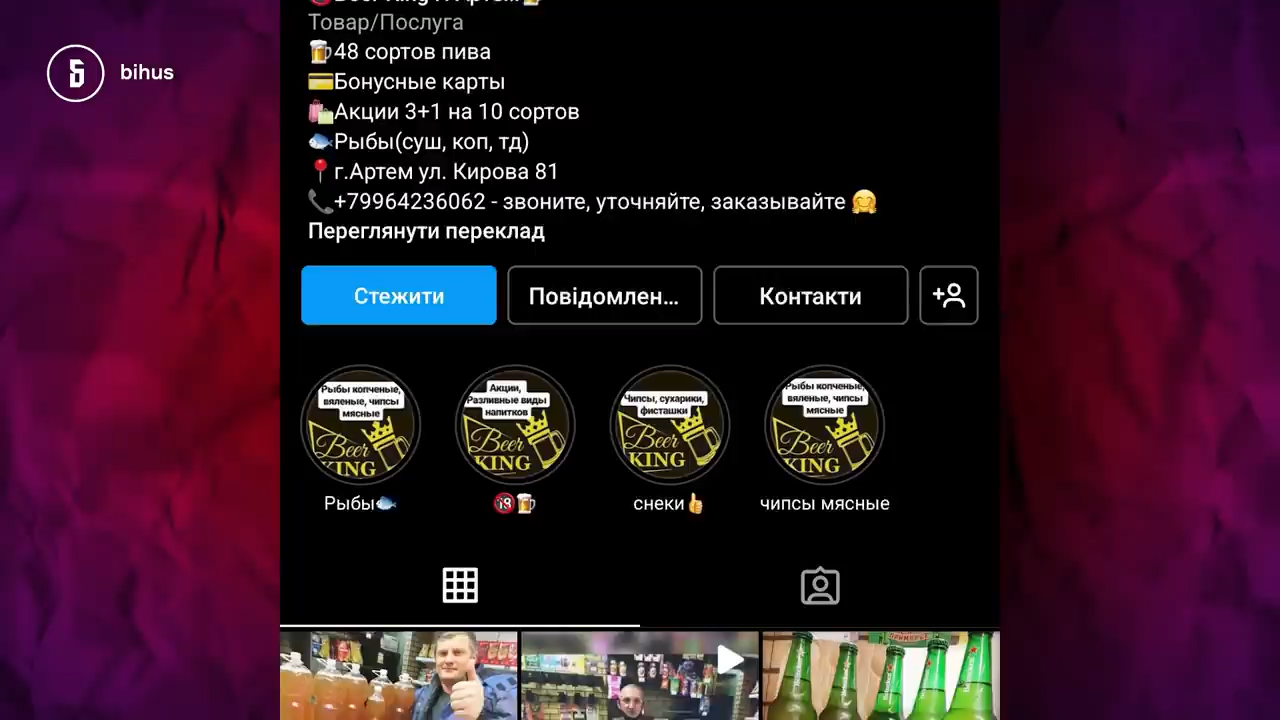 bihus
Товар/Послуга
🍺48 сортов пива
💳Бонусные карты
🛍️Акции 3+1 на 10 сортов
🐟Рыбы(суш, коп, тд)
📍г.Артем ул. Кирова 81
📞+79964236062 - звоните, уточняйте, заказывайте 🤗
Переглянути переклад
Стежити
Повідомлен...
Контакти
Рыбы копченые,
вяленые, чипсы
мясные
Beer
KING
Акции,
Разливные виды
напитков
Beer
KING
Чипсы, сухарики,
фисташки
Beer
KING
Рыбы копченые,
вяленые, чипсы
мясные
Beer
KING
Рыбы🐟
🔞🍺
снеки👍
чипсы мясные